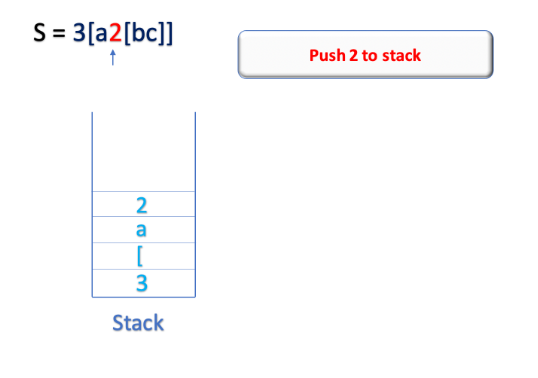 S = 3[a2[bc]]
Push 2 to stack
2
a
[
3
Stack